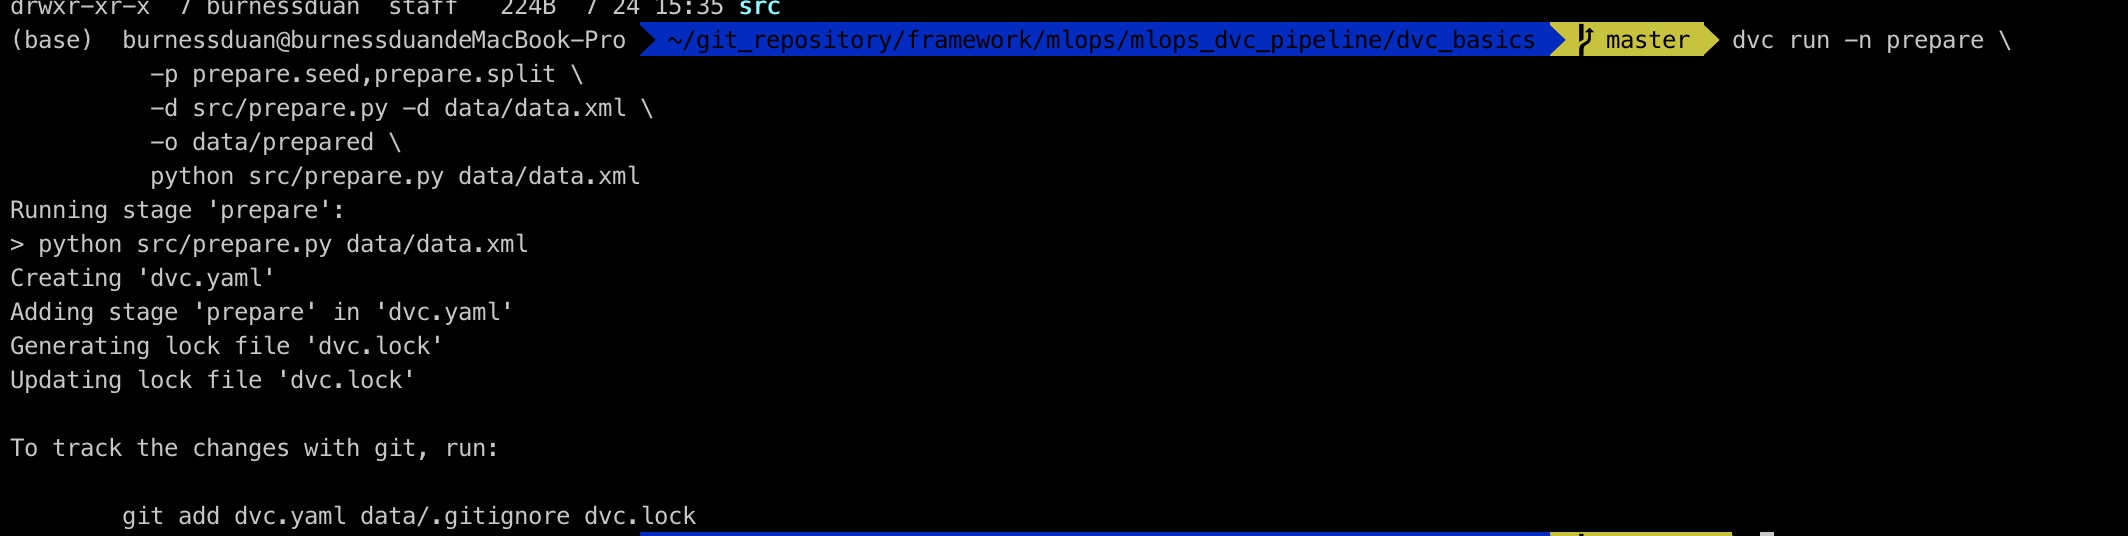 drwxr-xr-x  7 burnessduan  staff   224B  7 24 15:35 src
(base)  burnessduan@burnessduandeMacBook-Pro  ~/git_repository/framework/mlops/mlops_dvc_pipeline/dvc_basics  master  dvc run -n prepare \
          -p prepare.seed,prepare.split \
          -d src/prepare.py -d data/data.xml \
          -o data/prepared \
          python src/prepare.py data/data.xml
Running stage 'prepare':
> python src/prepare.py data/data.xml
Creating 'dvc.yaml'
Adding stage 'prepare' in 'dvc.yaml'
Generating lock file 'dvc.lock'
Updating lock file 'dvc.lock'
To track the changes with git, run:
        git add dvc.yaml data/.gitignore dvc.lock